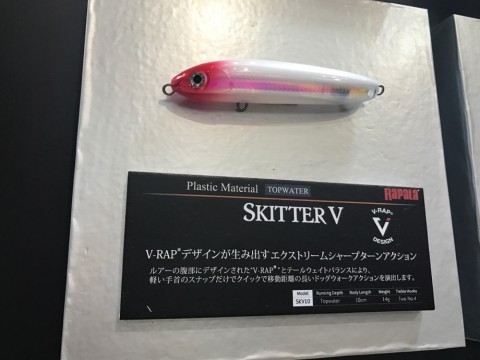 Plastic Material TOPWATER Rapala
SKITTER V
V-RAP®
V
DESIGN
V-RAP®デザインが生み出すエクストリームシャープターンアクション
ルアーの腹部にデザインされた"V-RAP®"とテールウェイトバランスにより、
軽い手首のスナップだけでクイックで移動距離の長いドッグウォークアクションを演出します。
Model Running Depth Body Length Weight Treble Hooks
SKV10 Topwater 10cm 14g Two No.4